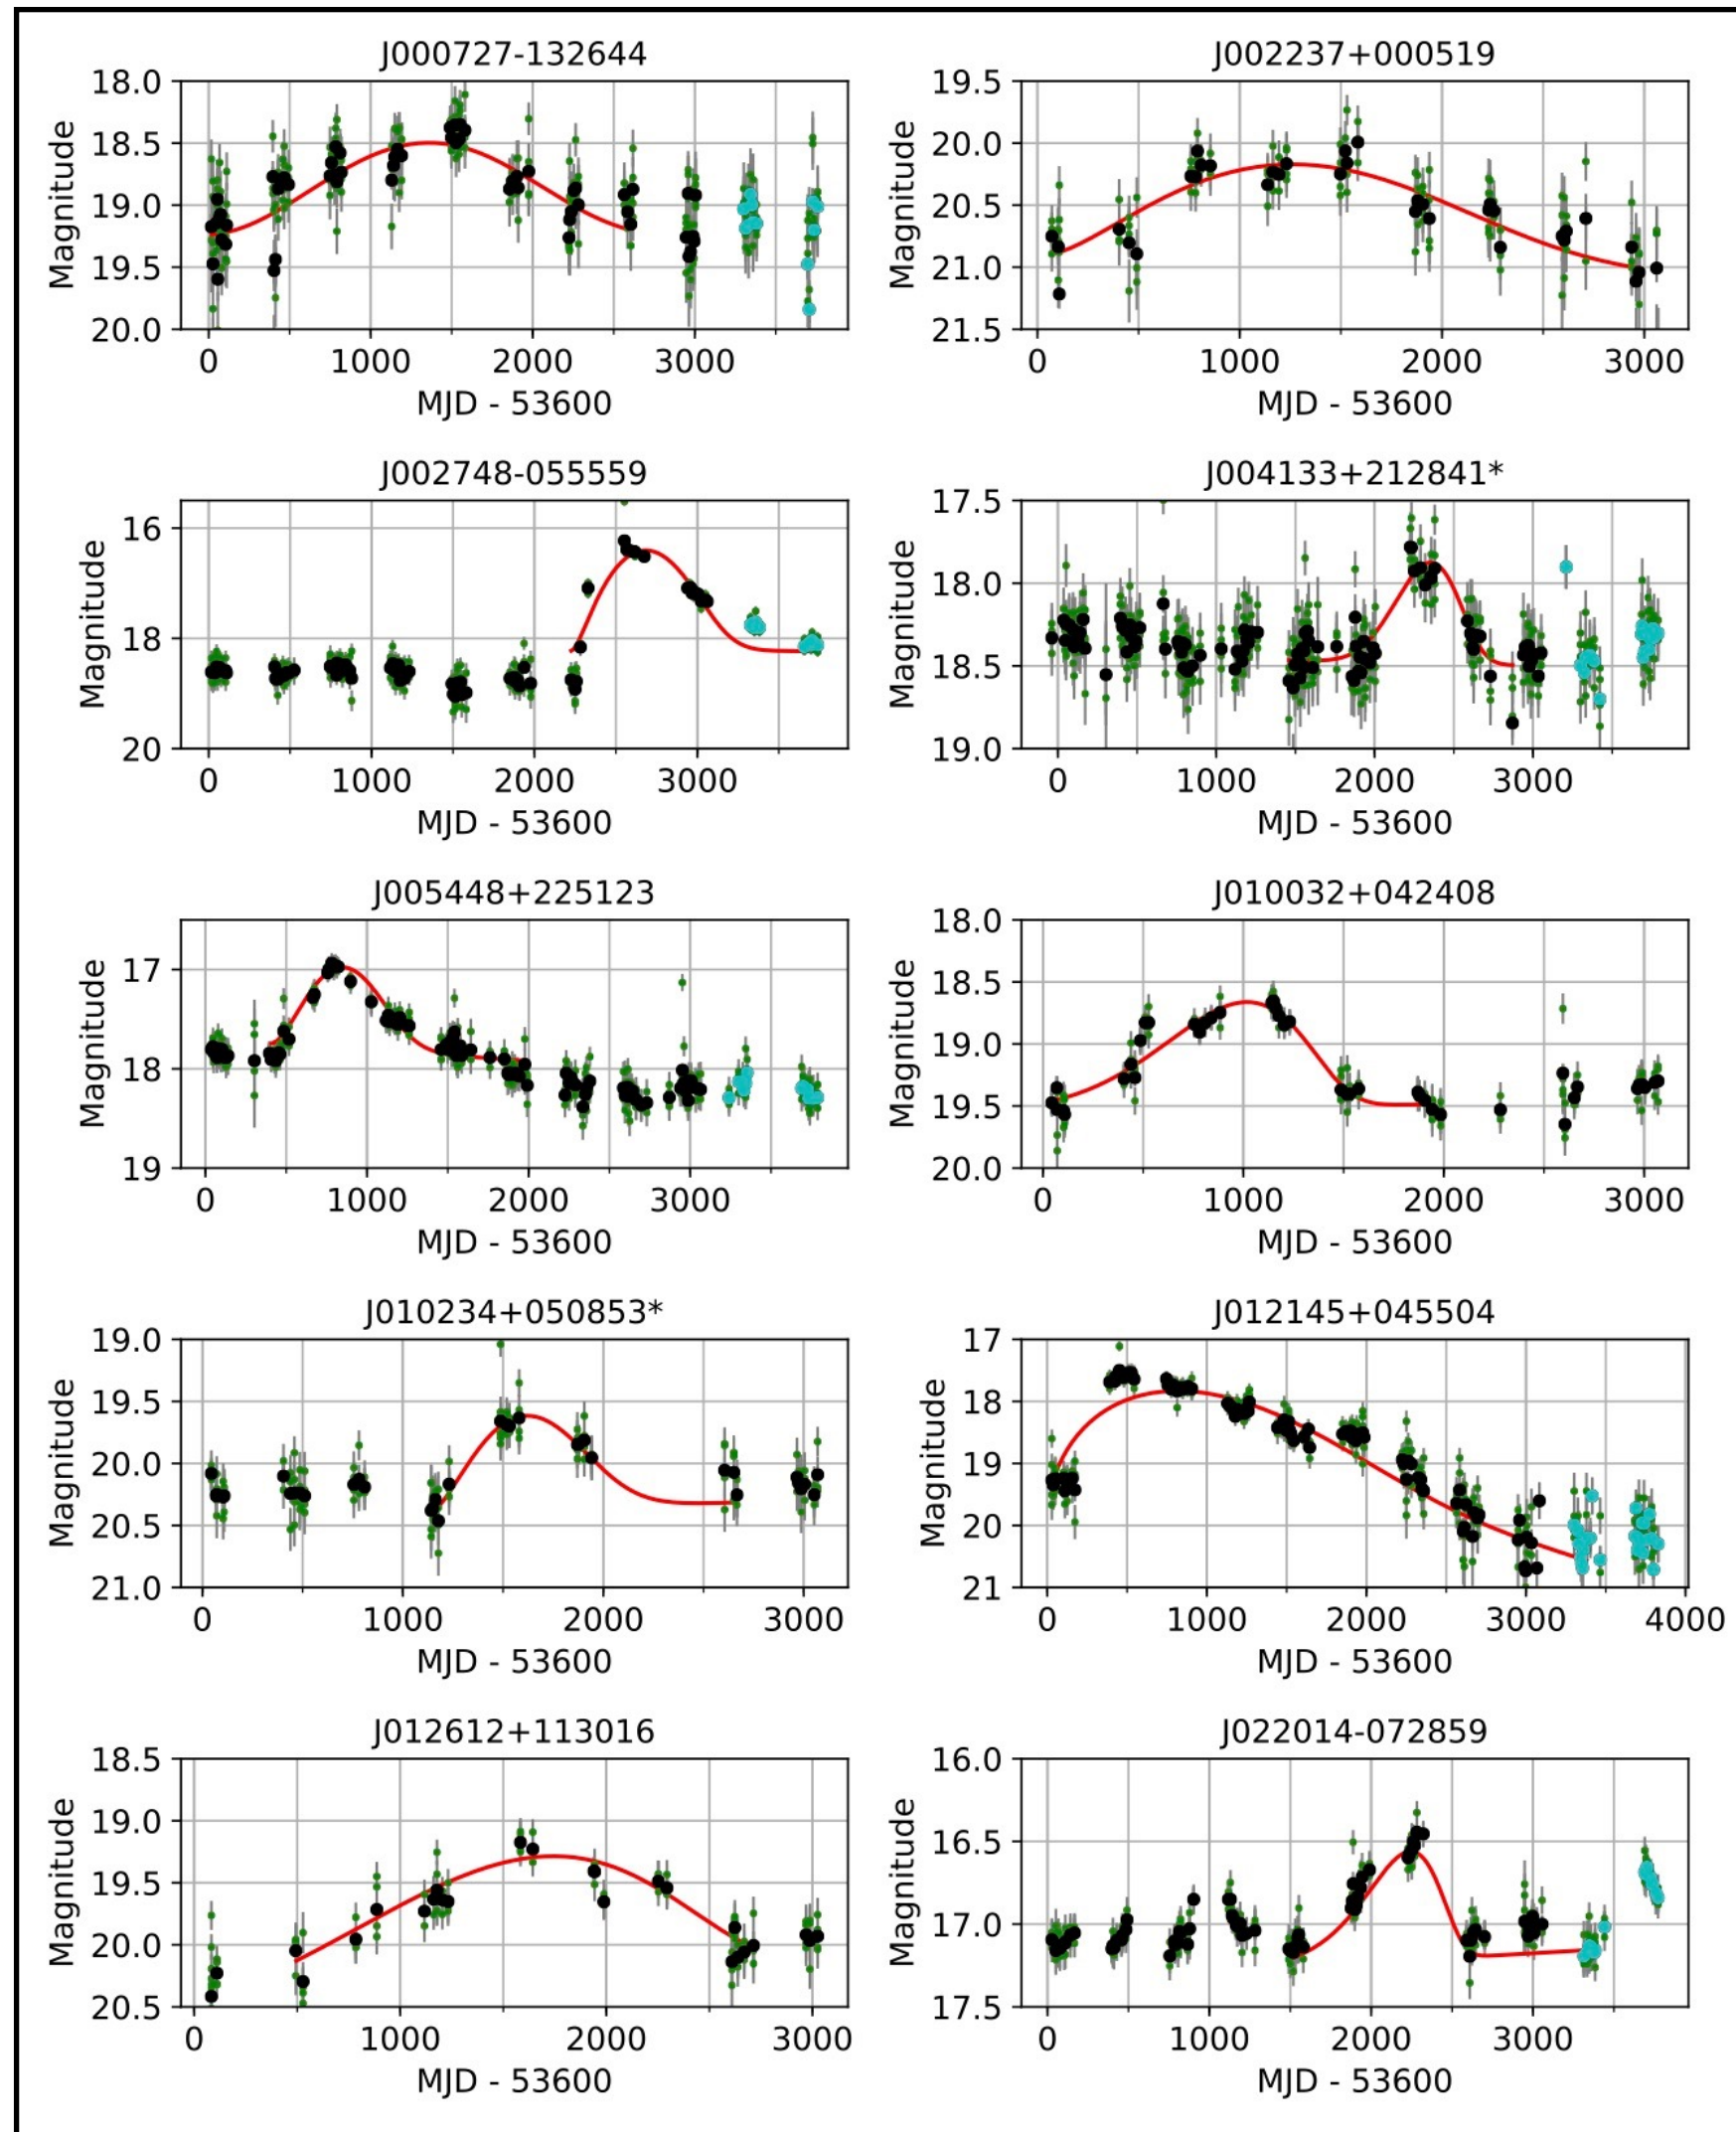 J000727-132644
18.0
18.5
19.0
19.5
20.0
Magnitude
0 1000 2000 3000
MJD - 53600
J002237+000519
19.5
20.0
20.5
21.0
21.5
Magnitude
0 1000 2000 3000
MJD - 53600
J002748-055559
16
18
20
Magnitude
0 1000 2000 3000
MJD - 53600
J004133+212841*
17.5
18.0
18.5
19.0
Magnitude
0 1000 2000 3000
MJD - 53600
J005448+225123
17
18
19
Magnitude
0 1000 2000 3000
MJD - 53600
J010032+042408
18.0
18.5
19.0
19.5
20.0
Magnitude
0 1000 2000 3000
MJD - 53600
J010234+050853*
19.0
19.5
20.0
20.5
21.0
Magnitude
0 1000 2000 3000
MJD - 53600
J012145+045504
17
18
19
20
21
Magnitude
0 1000 2000 3000 4000
MJD - 53600
J012612+113016
18.5
19.0
19.5
20.0
20.5
Magnitude
0 1000 2000 3000
MJD - 53600
J022014-072859
16.0
16.5
17.0
17.5
Magnitude
0 1000 2000 3000
MJD - 53600